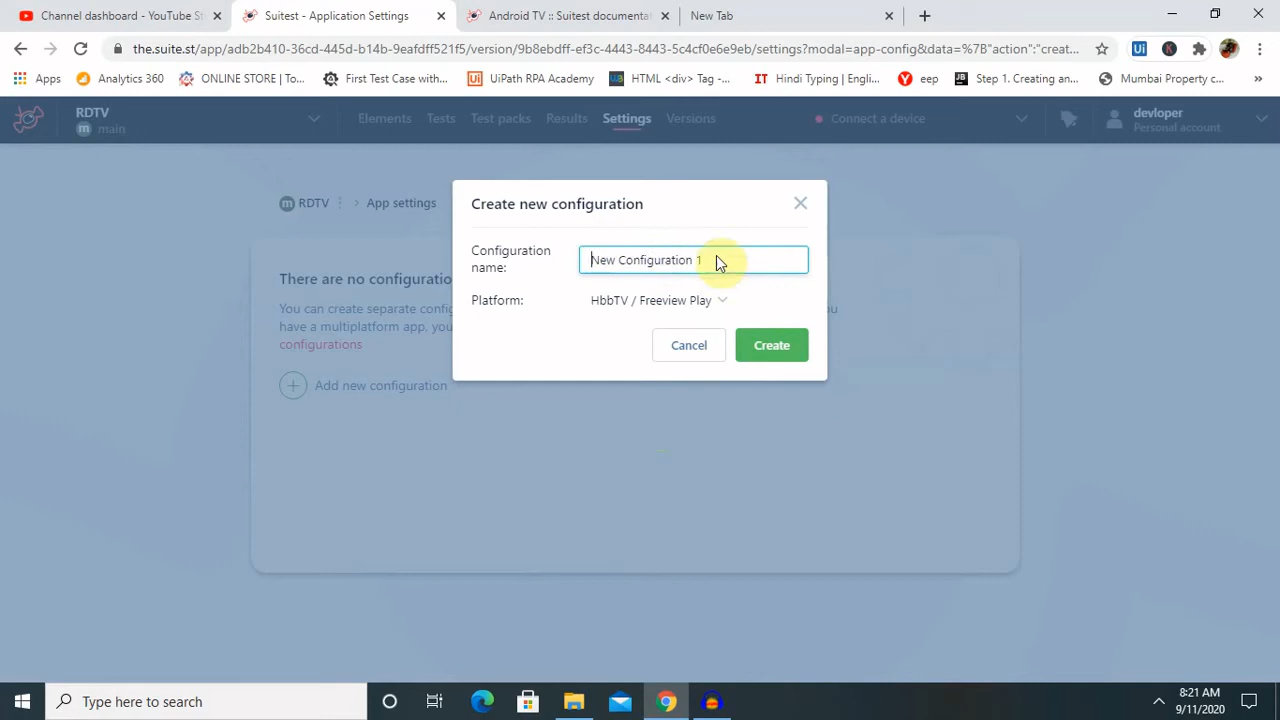 Channel dashboard - YouTube St
Suitest - Application Settings
Android TV :: Suitest documentat
New Tab
the.suite.st/app/adb2b410-36cd-445d-b14b-9eafdff521f5/version/
/settings?modal=app-config&data=%7B"action":"creat...
Apps
Analytics 360
ONLINE STORE | To...
First Test Case with...
UiPath RPA Academy
HTML <div> Tag -...
Hindi Typing | Engli...
eep
Step 1. Creating an...
Mumbai Property c...
RDTV
main
Elements
Tests
Test packs
Results
Settings
Versions
Connect a device
devloper
Personal account
RDTV
App settings
Create new configuration
Configuration name:
New Configuration 1
Platform:
HbbTV / Freeview Play
Cancel
Create
There are no configuratio
You can create separate config
ou
have a multiplatform app, you
configurations
Add new configuration
Type here to search
8:21 AM
9/11/2020